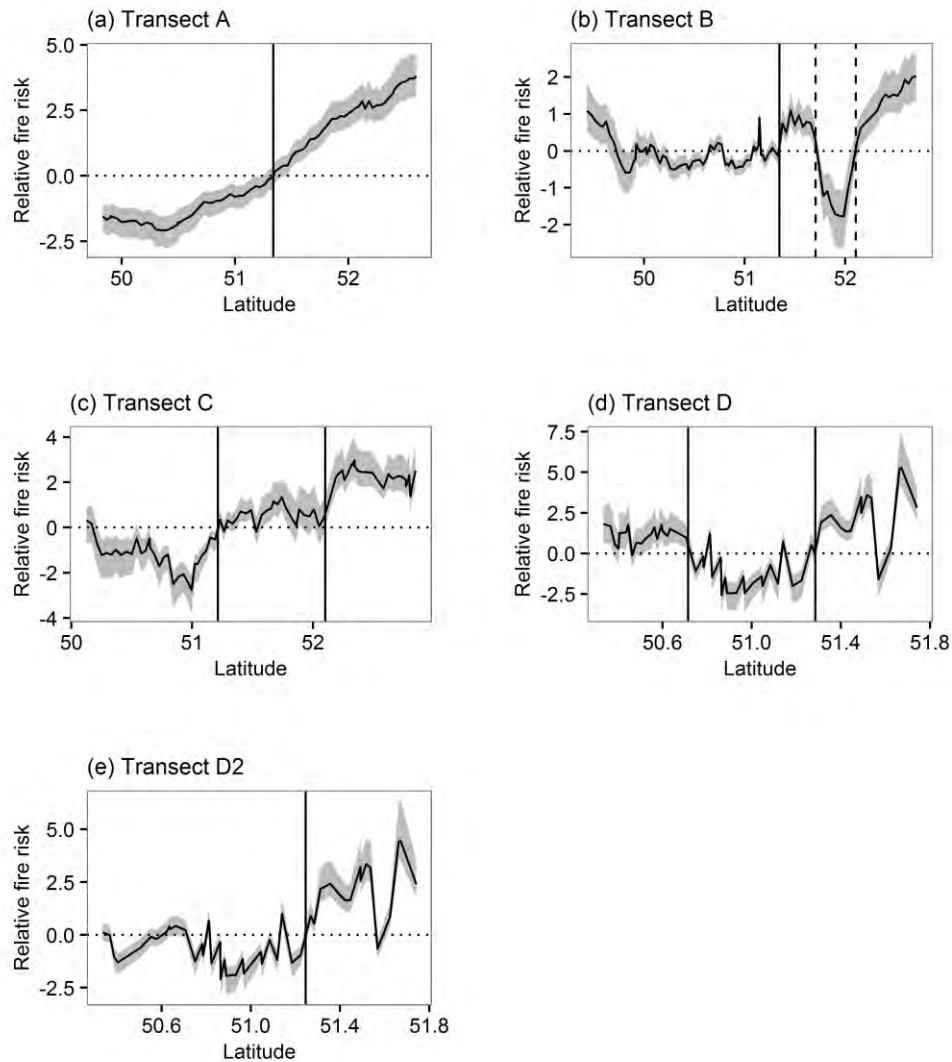 (a) Transect A
5.0
2.5
0.0
-2.5
Relative fire risk
50 51 52
Latitude
(b) Transect B
2
1
0
-1
-2
Relative fire risk
50 51 52
Latitude
(c) Transect C
4
2
0
-2
-4
Relative fire risk
50 51 52
Latitude
(d) Transect D
7.5
5.0
2.5
0.0
-2.5
Relative fire risk
50.6 51.0 51.4 51.8
Latitude
(e) Transect D2
5.0
2.5
0.0
-2.5
Relative fire risk
50.6 51.0 51.4 51.8
Latitude